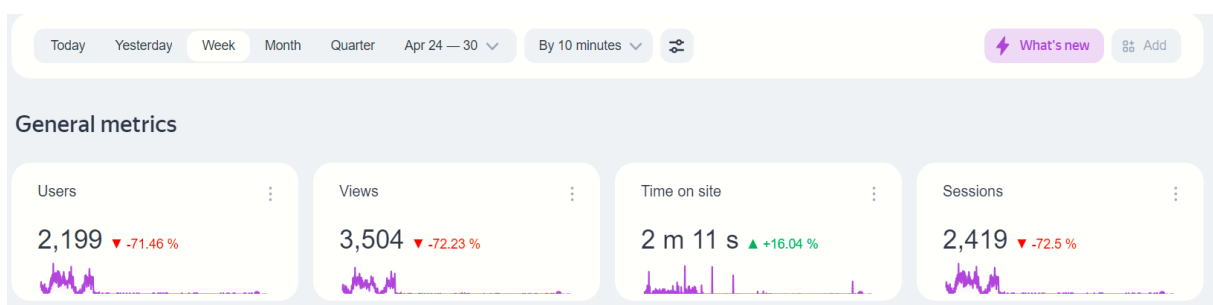 Today Yesterday Week Month Quarter Apr 24 — 30 By 10 minutes What's new Add
General metrics
Users Views Time on site Sessions
2,199 ▼ -71.46 % 3,504 ▼ -72.23 % 2 m 11 s ▲ +16.04 % 2,419 ▼ -72.5 %